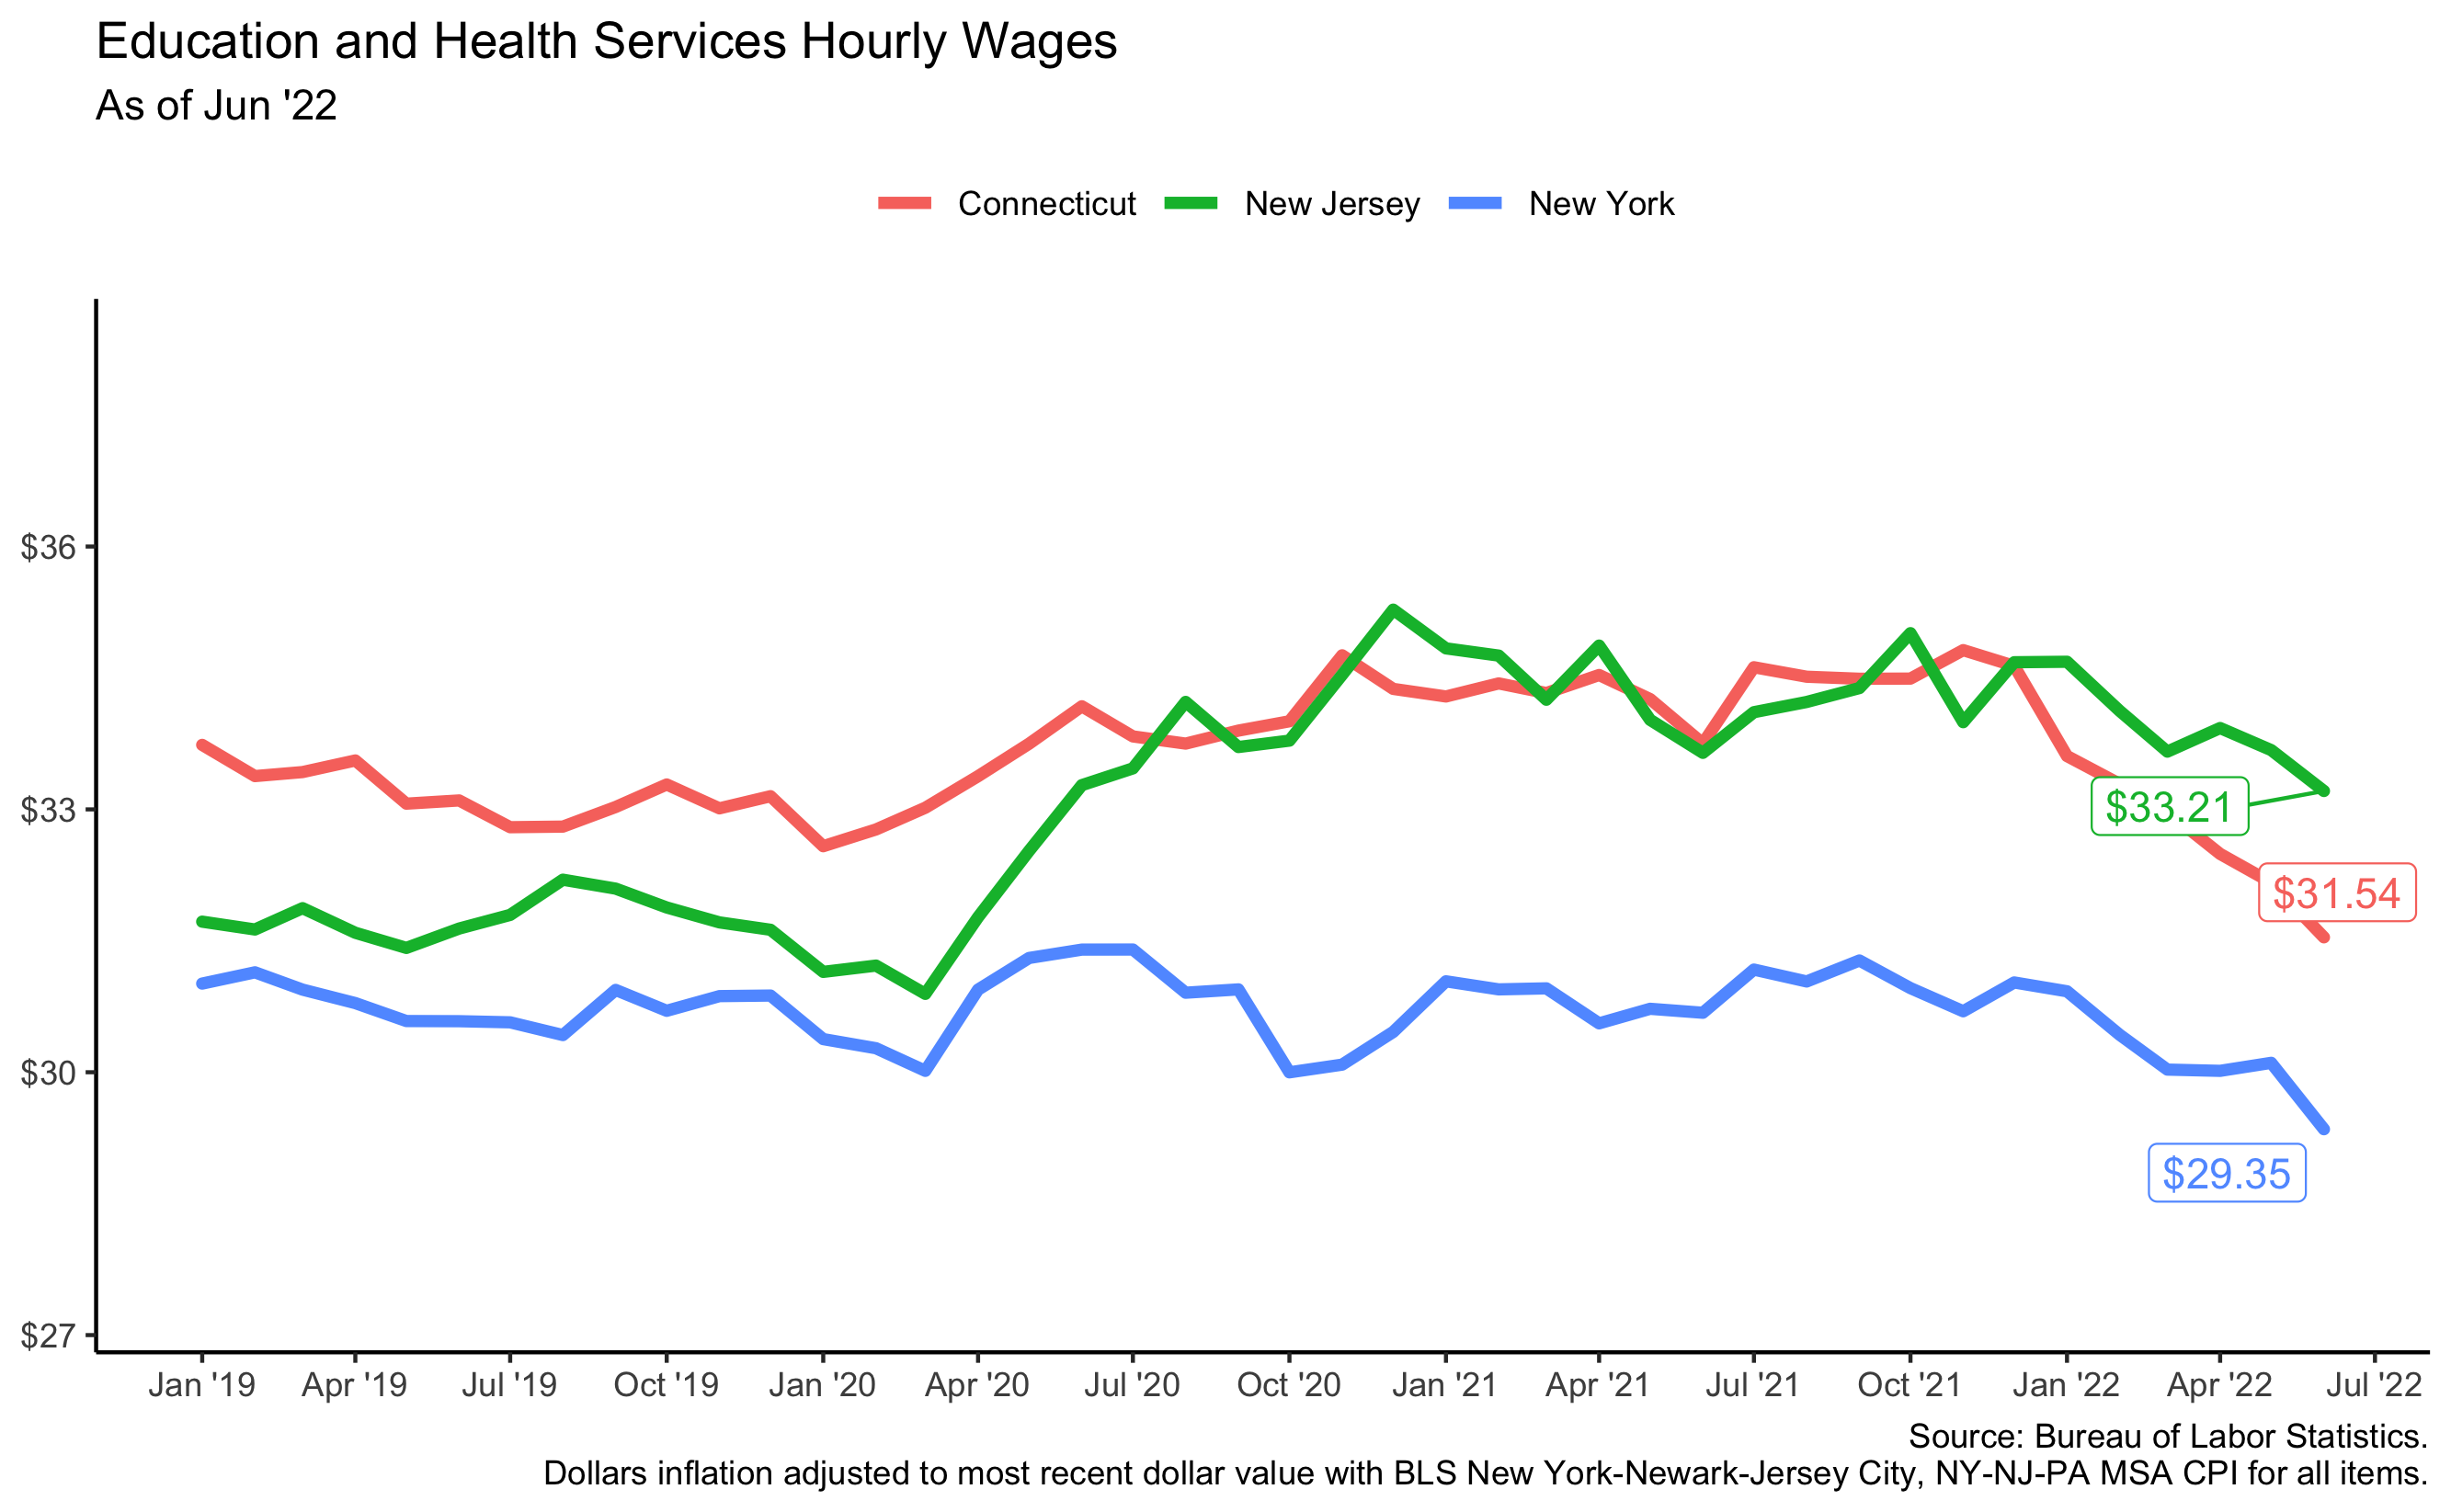 Education and Health Services Hourly Wages
As of Jun '22
Connecticut New Jersey New York
$36
$33
$30
$27
$33.21
$31.54
$29.35
Jan '19 Apr '19 Jul '19 Oct '19 Jan '20 Apr '20 Jul '20 Oct '20 Jan '21 Apr '21 Jul '21 Oct '21 Jan '22 Apr '22 Jul '22
Source: Bureau of Labor Statistics.
Dollars inflation adjusted to most recent dollar value with BLS New York-Newark-Jersey City, NY-NJ-PA MSA CPI for all items.